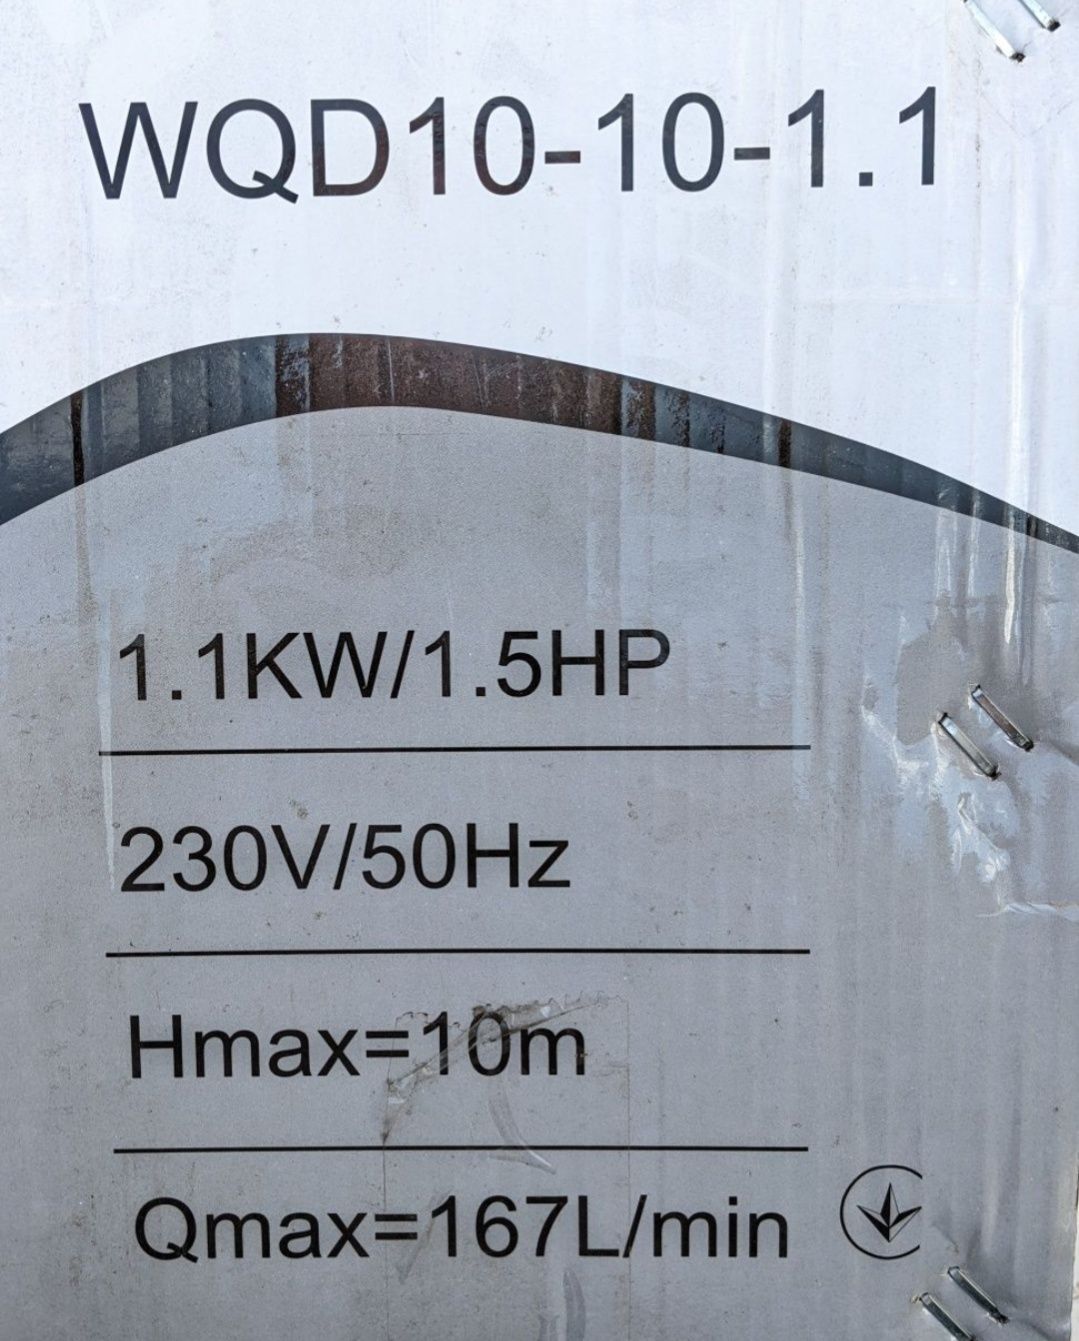 WQD10-10-1.1
1.1KW/1.5HP
230V/50Hz
Hmax=10m
Qmax=167L/min